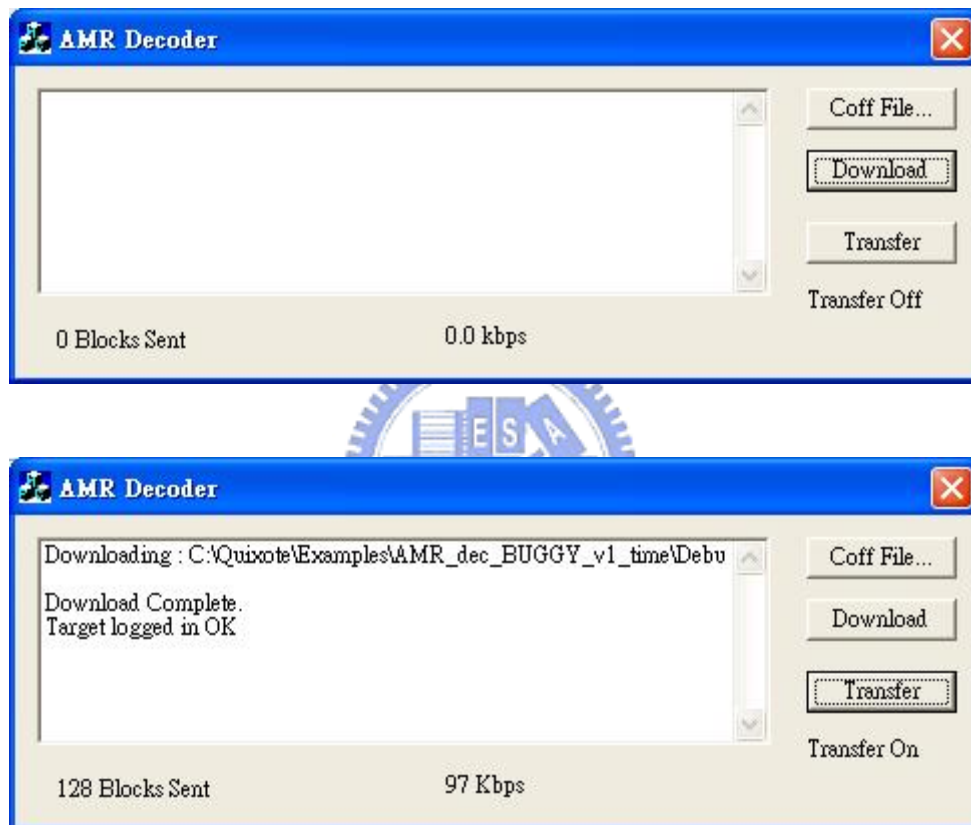 AMR Decoder
Coff File...
Download
Transfer
Transfer Off
0 Blocks Sent
0.0 kbps
E S A
AMR Decoder
Downloading : C:\Quixote\Examples\AMR_dec_BUGGY_v1_time\Debu
Download Complete.
Target logged in OK
Coff File...
Download
Transfer
Transfer On
128 Blocks Sent
97 Kbps